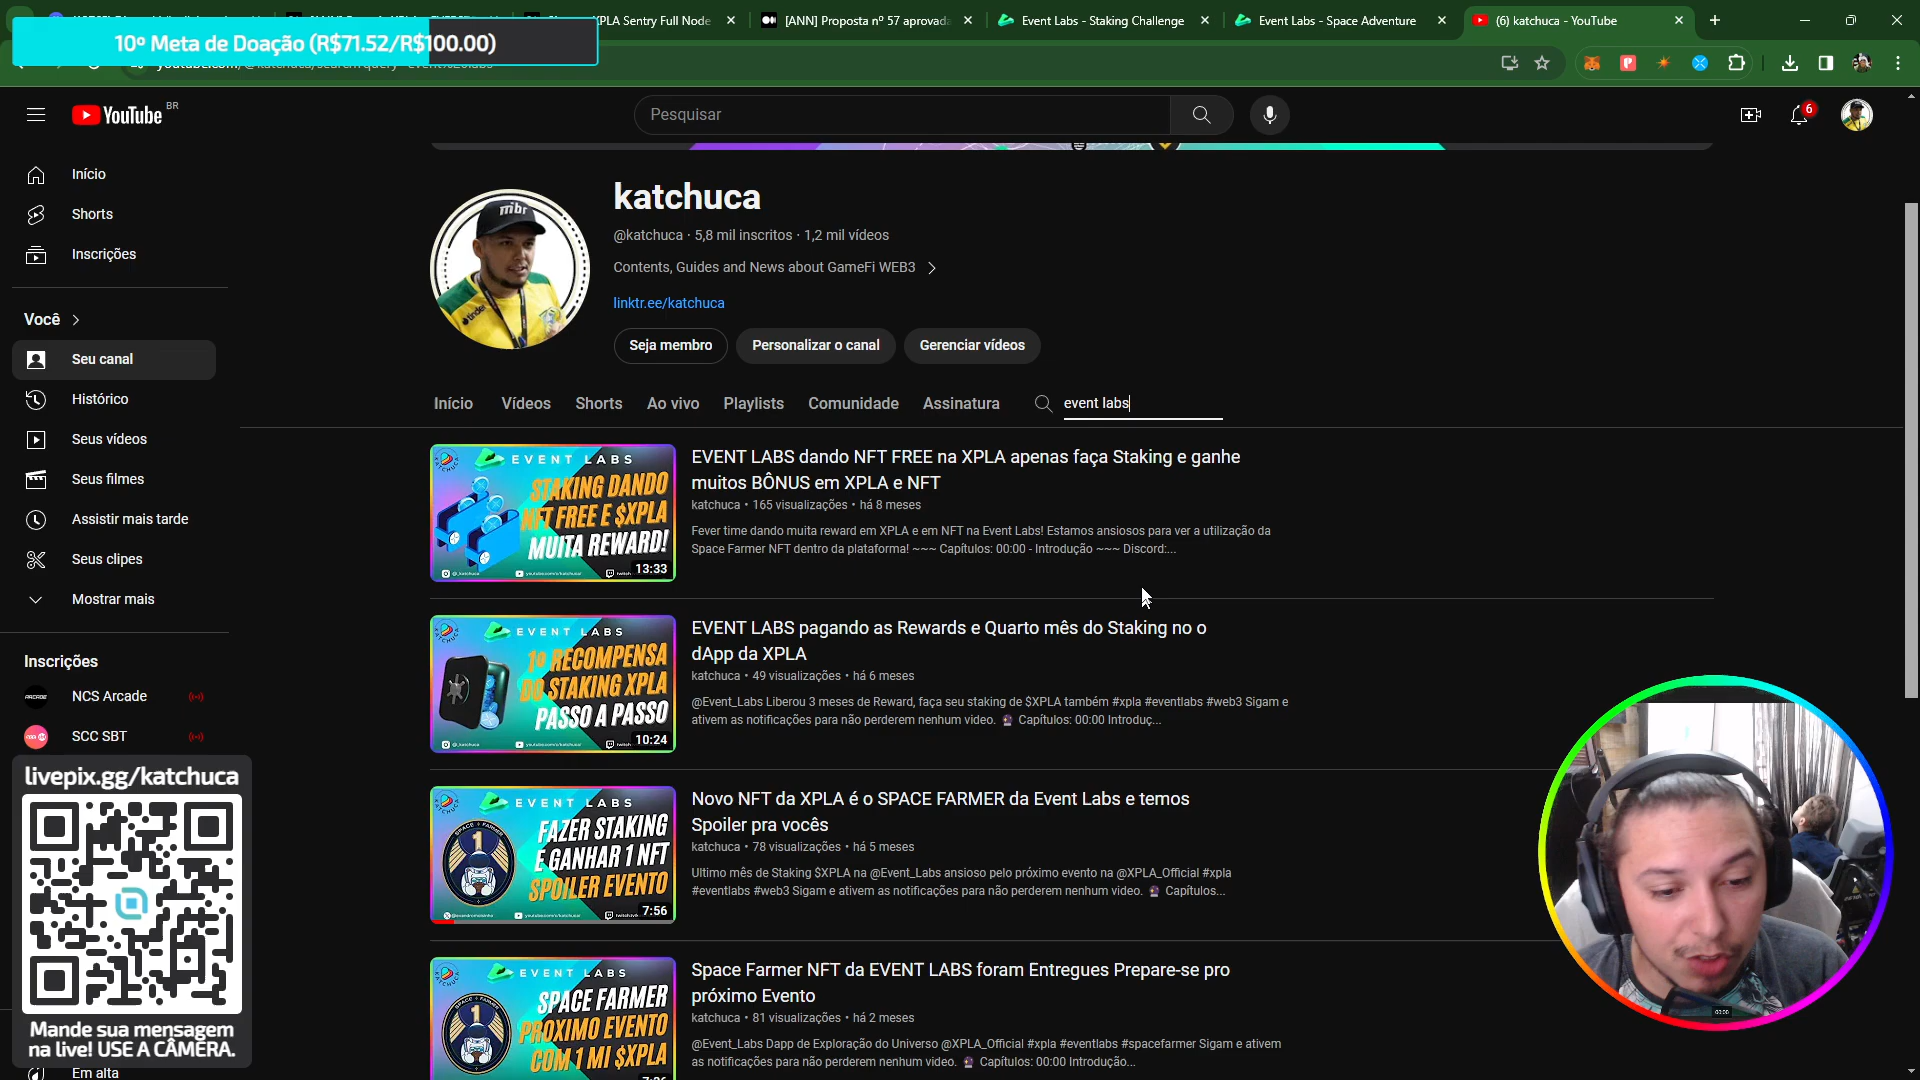 XPLA Sentry Full Node
[ANN] Proposta nº 57 aprovada
Event Labs - Staking Challenge
Event Labs - Space Adventure
(6) katchuca - YouTube
10º Meta de Doação (R$71.52/R$100.00)
YouTube BR
Pesquisar
6
Início
Shorts
Inscrições
Você
Seu canal
Histórico
Seus vídeos
Seus filmes
Assistir mais tarde
Seus clipes
Mostrar mais
Inscrições
NCS Arcade
SCC SBT
livepix.gg/katchuca
Mande sua mensagem
na live! USE A CÂMERA.
Em alta
mibr
tinder
katchuca
@katchuca · 5,8 mil inscritos · 1,2 mil vídeos
Contents, Guides and News about GameFi WEB3
linktr.ee/katchuca
Seja membro
Personalizar o canal
Gerenciar vídeos
Início
Vídeos
Shorts
Ao vivo
Playlists
Comunidade
Assinatura
event labs
EVENT LABS
STAKING DANDO
NFT FREE E $XPLA
MUITA REWARD!
13:33
EVENT LABS dando NFT FREE na XPLA apenas faça Staking e ganhe
muitos BÔNUS em XPLA e NFT
katchuca • 165 visualizações • há 8 meses
Fever time dando muita reward em XPLA e em NFT na Event Labs! Estamos ansiosos para ver a utilização da
Space Farmer NFT dentro da plataforma! ~~~ Capítulos: 00:00 - Introdução ~~~ Discord:...
EVENT LABS
1º RECOMPENSA
DO STAKING XPLA
PASSO A PASSO
10:24
EVENT LABS pagando as Rewards e Quarto mês do Staking no o
dApp da XPLA
katchuca • 49 visualizações • há 6 meses
@Event_Labs Liberou 3 meses de Reward, faça seu staking de $XPLA também #xpla #eventlabs #web3 Sigam e
ativem as notificações para não perderem nenhum video. 🔮 Capítulos: 00:00 Introduç...
EVENT LABS
FAZER STAKING
E GANHAR 1 NFT
SPOILER EVENTO
7:56
Novo NFT da XPLA é o SPACE FARMER da Event Labs e temos
Spoiler pra vocês
katchuca • 78 visualizações • há 5 meses
Ultimo mês de Staking $XPLA na @Event_Labs ansioso pelo próximo evento na @XPLA_Official #xpla
#eventlabs #web3 Sigam e ativem as notificações para não perderem nenhum video. 🔮 Capítulos...
EVENT LABS
SPACE FARMER
PROXIMO EVENTO
COM 1 MI $XPLA
Space Farmer NFT da EVENT LABS foram Entregues Prepare-se pro
próximo Evento
katchuca • 81 visualizações • há 2 meses
@Event_Labs Dapp de Exploração do Universo @XPLA_Official #xpla #eventlabs #spacefarmer Sigam e ativem
as notificações para não perderem nenhum video. 🔮 Capítulos: 00:00 Introdução...